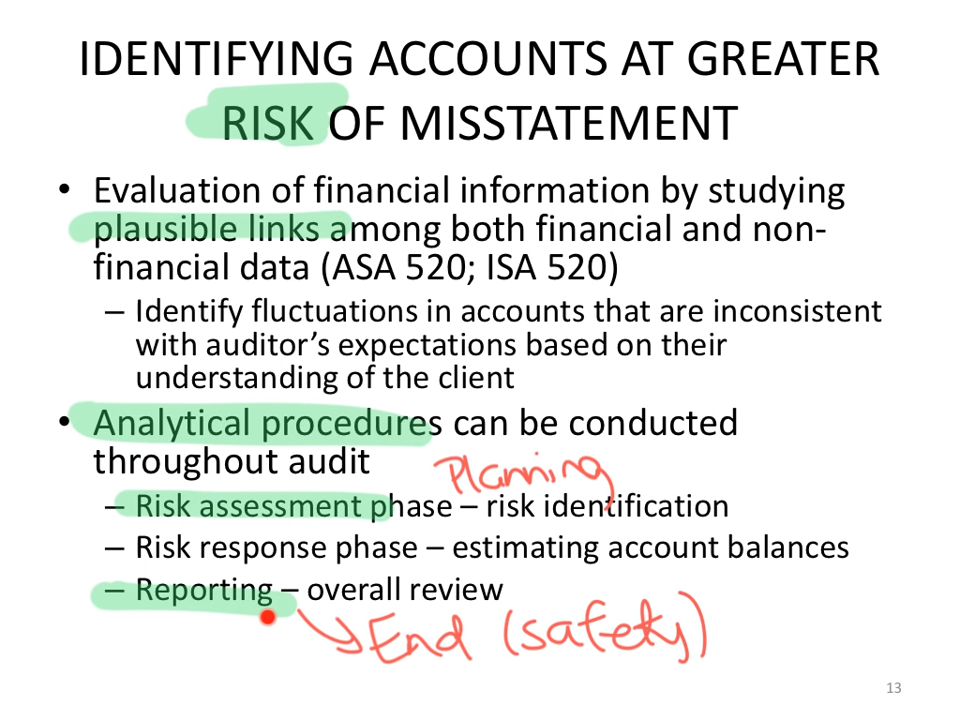 IDENTIFYING ACCOUNTS AT GREATER
RISK OF MISSTATEMENT
• Evaluation of financial information by studying
plausible links among both financial and non-
financial data (ASA 520; ISA 520)
– Identify fluctuations in accounts that are inconsistent
with auditor’s expectations based on their
understanding of the client
• Analytical procedures can be conducted
throughout audit
Planning
– Risk assessment phase – risk identification
– Risk response phase – estimating account balances
– Reporting – overall review
End (safety)
13